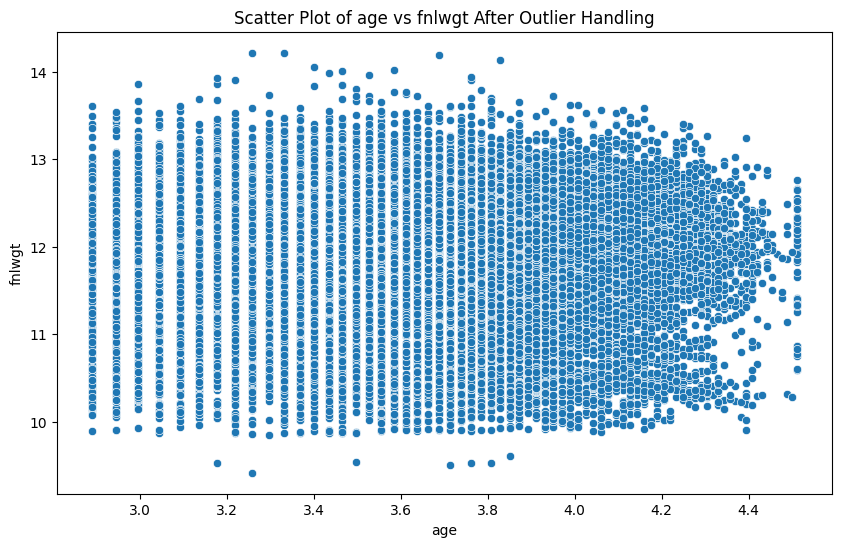 Scatter Plot of age vs fnlwgt After Outlier Handling
14
13
12
11
10
fnlwgt
3.0 3.2 3.4 3.6 3.8 4.0 4.2 4.4
age